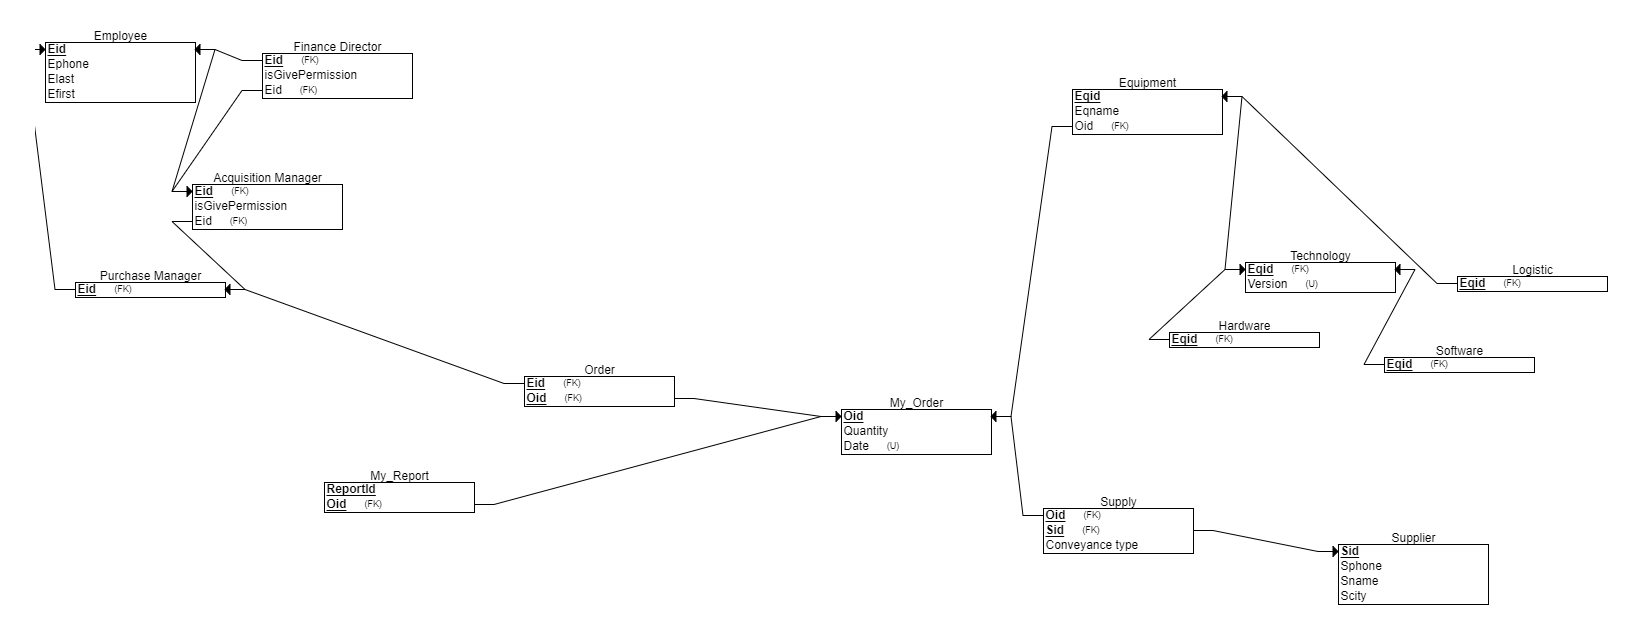 Employee
Eid
Ephone
Elast
Efirst
Finance Director
Eid (FK)
isGivePermission
Eid (FK)
Acquisition Manager
Eid (FK)
isGivePermission
Eid (FK)
Purchase Manager
Eid (FK)
Order
Eid (FK)
Oid (FK)
My_Report
ReportId
Oid (FK)
My_Order
Oid
Quantity
Date (U)
Equipment
Eqid
Eqname
Oid (FK)
Technology
Eqid (FK)
Version (U)
Logistic
Eqid (FK)
Hardware
Eqid (FK)
Software
Eqid (FK)
Supply
Oid (FK)
Sid (FK)
Conveyance type
Supplier
Sid
Sphone
Sname
Scity